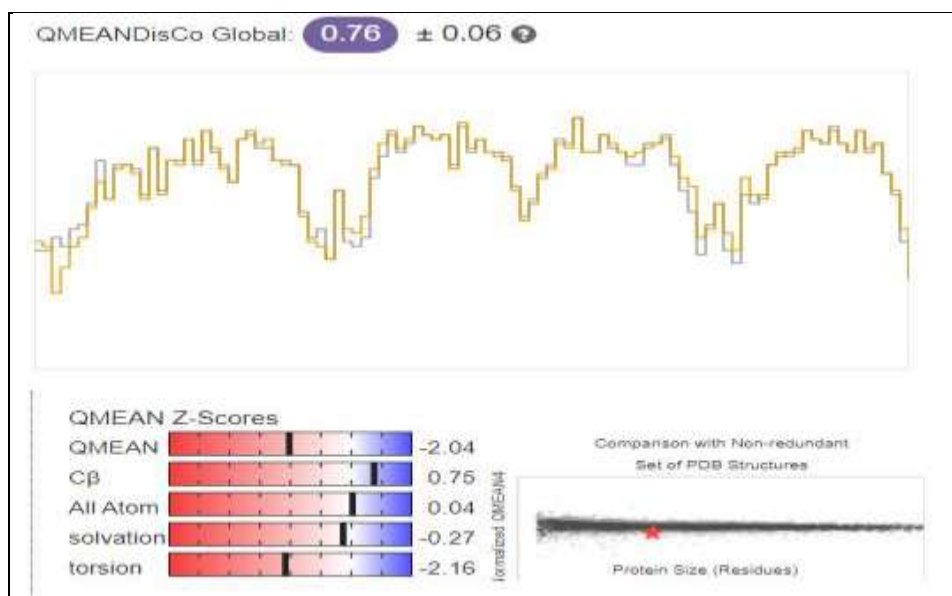 QMEANDisCo Global: 0.76 ± 0.06 ?
QMEAN Z-Scores
QMEAN -2.04
Cβ 0.75
All Atom 0.04
solvation -0.27
torsion -2.16
Comparison with Non-redundant
Set of PDB Structures
QMEAN4
Protein Size (Residues)